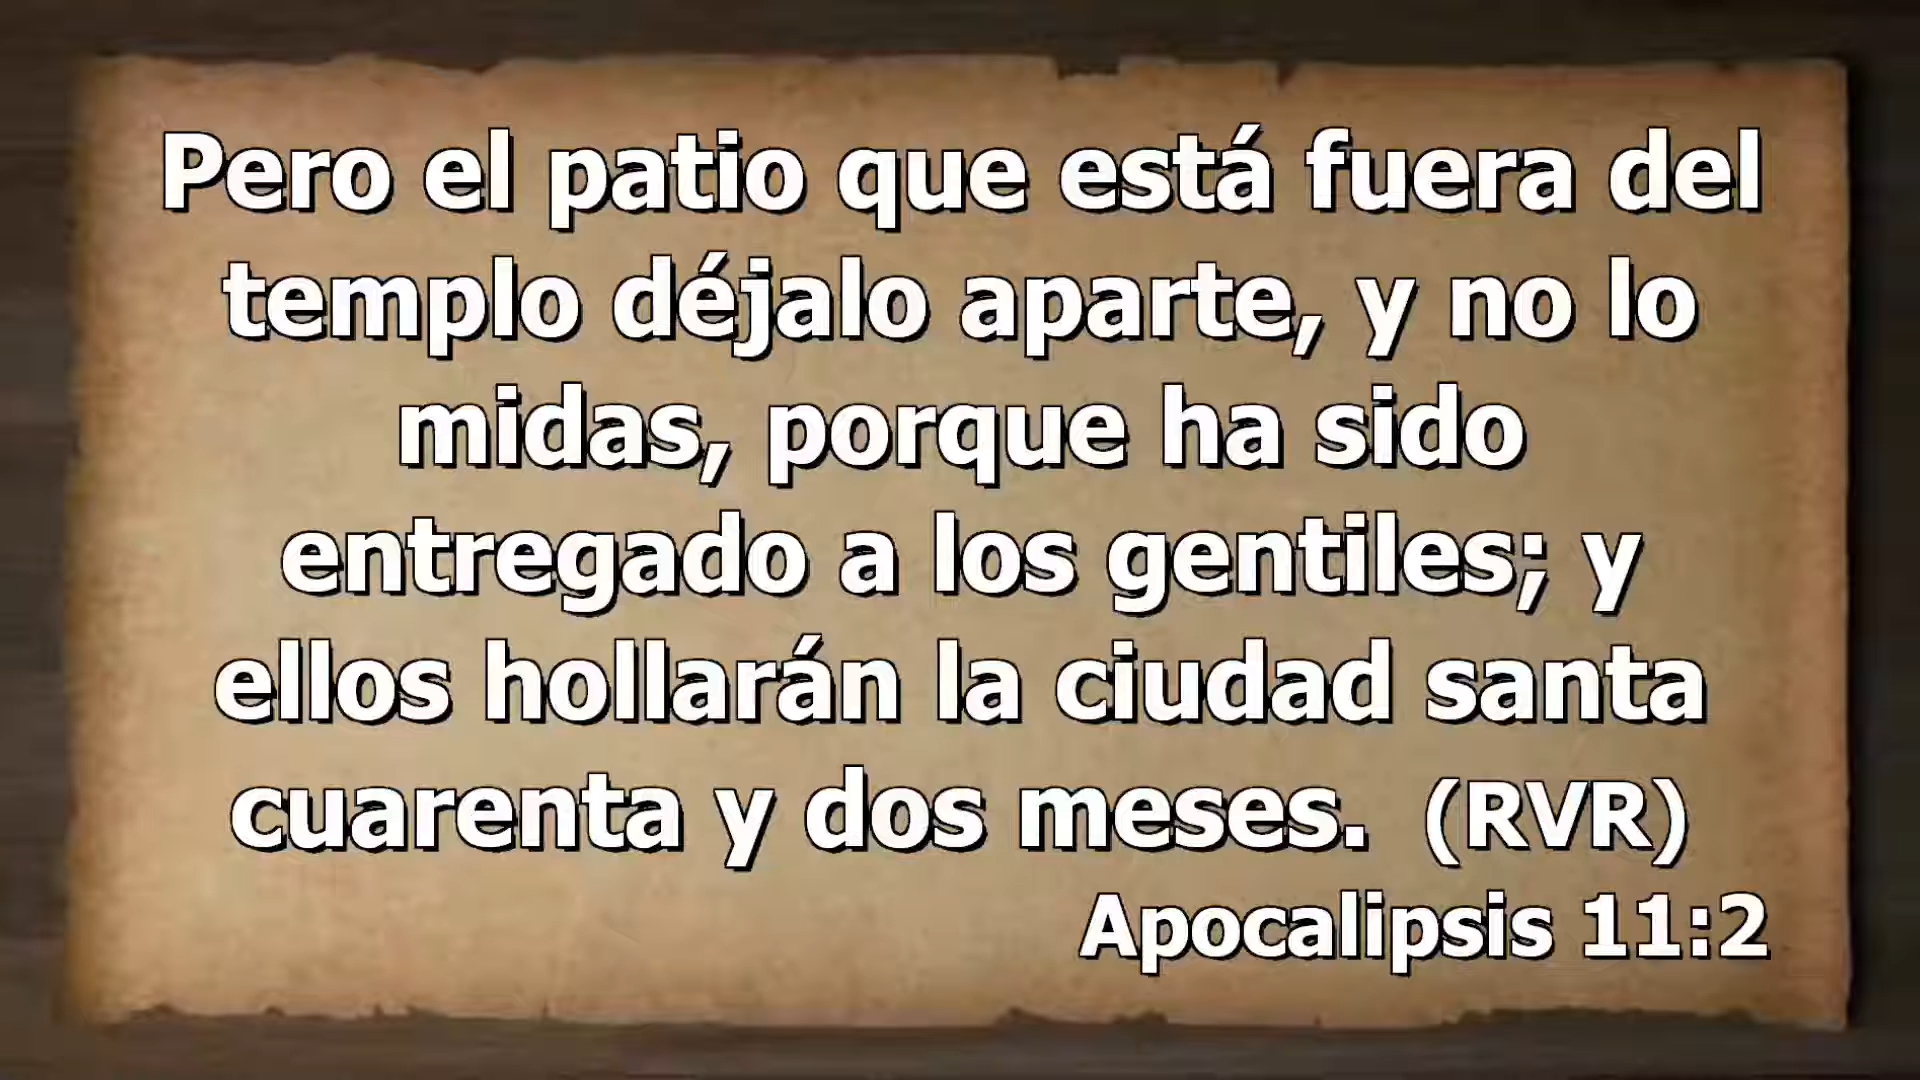 Pero el patio que está fuera del
templo déjalo aparte, y no lo
midas, porque ha sido
entregado a los gentiles; y
ellos hollarán la ciudad santa
cuarenta y dos meses. (RVR)
Apocalipsis 11:2